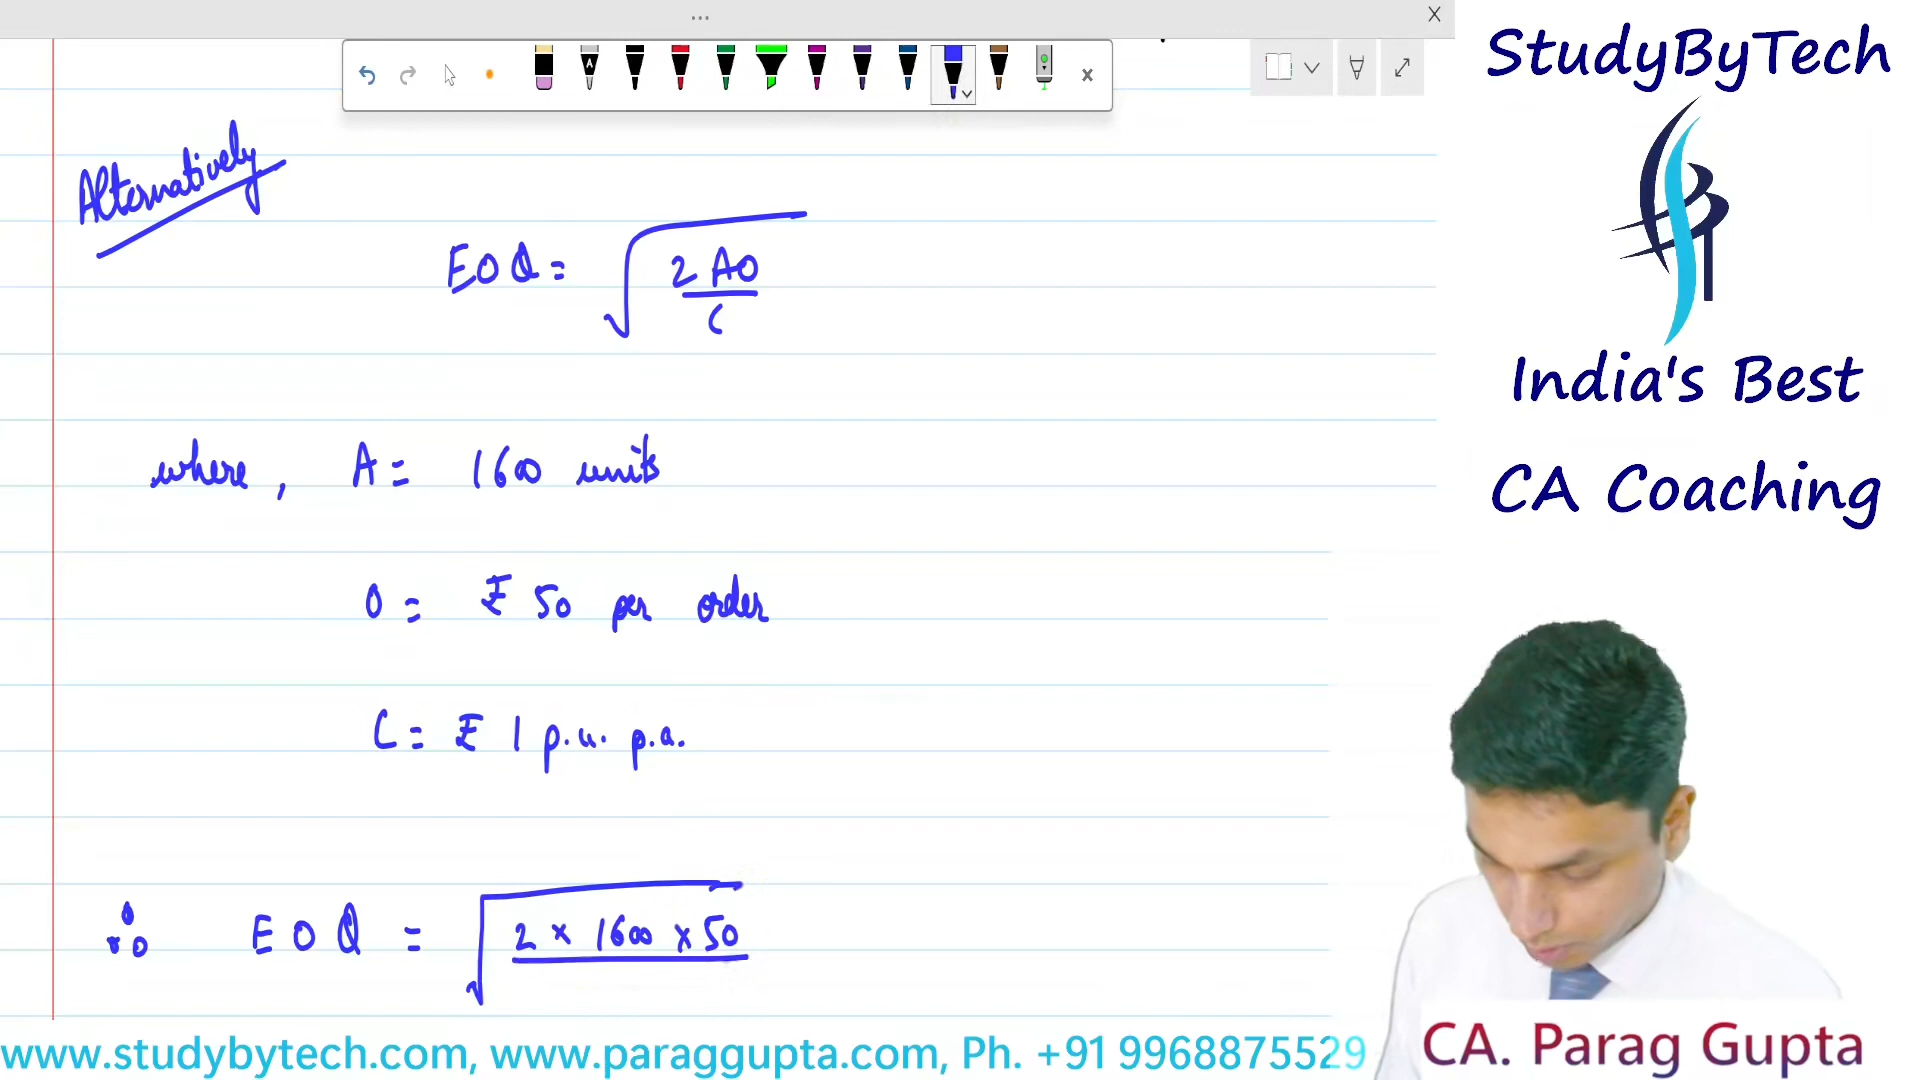 StudyByTech
Alternatively
EOQ = √(2AO/C)
India's Best
where, A = 1600 units
CA Coaching
O = ₹ 50 per order
C = ₹ 1 p.u. p.a.
∴ EOQ = √(2 × 1600 × 50
www.studybytech.com, www.paraggupta.com, Ph. +91 9968875529
CA. Parag Gupta